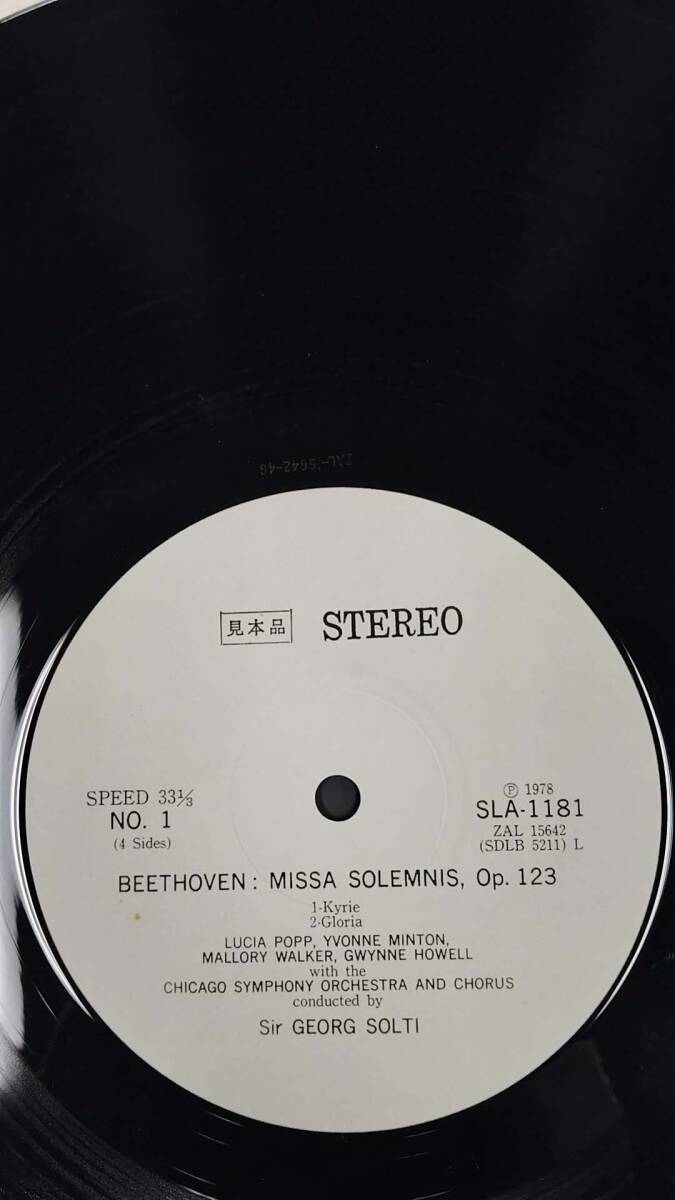 ZAL-15642-4G
見本品 STEREO
SPEED 33⅓
NO. 1
(4 Sides)
Ⓟ 1978
SLA-1181
ZAL 15642
(SDLB 5211) L
BEETHOVEN: MISSA SOLEMNIS, Op. 123
1-Kyrie
2-Gloria
LUCIA POPP, YVONNE MINTON,
MALLORY WALKER, GWYNNE HOWELL
with the
CHICAGO SYMPHONY ORCHESTRA AND CHORUS
conducted by
Sir GEORG SOLTI